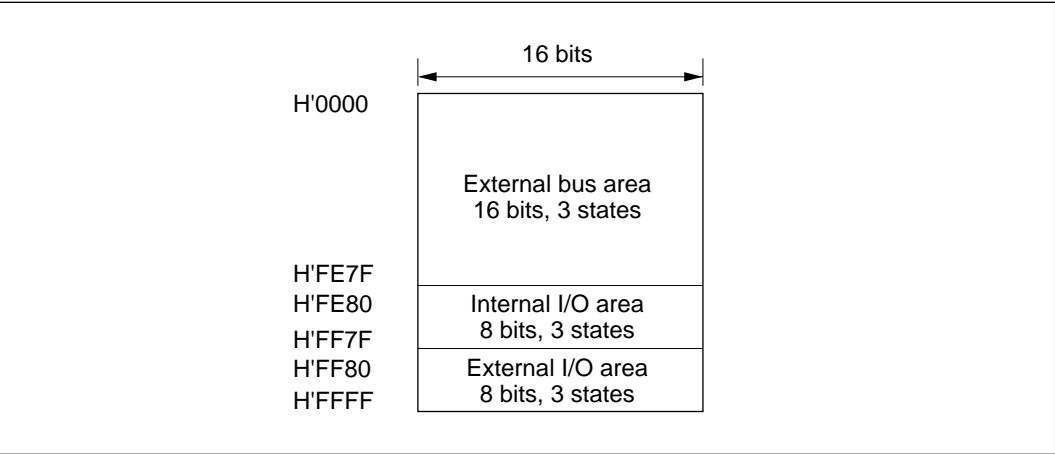 16 bits
H'0000
External bus area
16 bits, 3 states
H'FE7F
H'FE80
Internal I/O area
8 bits, 3 states
H'FF7F
H'FF80
External I/O area
8 bits, 3 states
H'FFFF